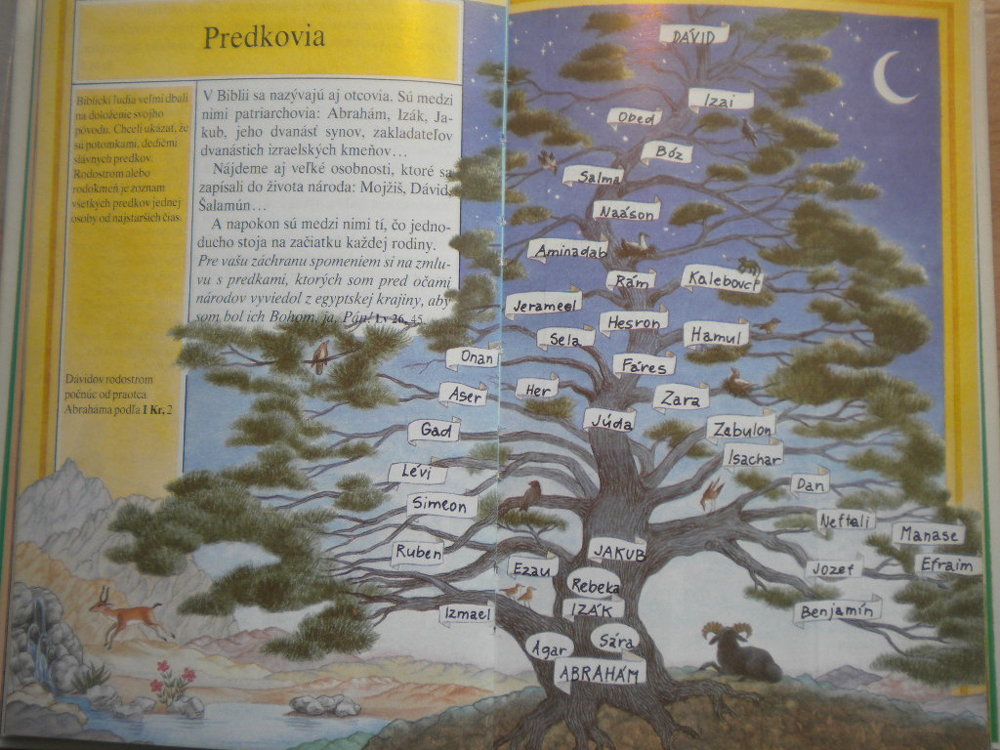 Predkovia
Biblickí ľudia veľmi dbali
na doloženie svojho
pôvodu. Chceli ukázať, že
sú potomkami, dedičmi
slávnych predkov.
Rodostrom alebo
rodokmeň je zoznam
všetkých predkov jednej
osoby od najstarších čias.
V Biblii sa nazývajú aj otcovia. Sú medzi
nimi patriarchovia: Abrahám, Izák, Ja-
kub, jeho dvanásť synov, zakladateľov
dvanástich izraelských kmeňov…
Nájdeme aj veľké osobnosti, ktoré sa
zapísali do života národa: Mojžiš, Dávid,
Šalamún…
A napokon sú medzi nimi tí, čo jedno-
ducho stoja na začiatku každej rodiny.
Pre vašu záchranu spomeniem si na zmlu-
vu s predkami, ktorých som pred očami
národov vyviedol z egyptskej krajiny, aby
som bol ich Bohom, ja, Pán! Lv 26, 45.
Dávidov rodostrom
počnúc od praotca
Abraháma podľa 1 Kr, 2
DÁVID
Izai
Obed
Bóz
Salma
Naáson
Aminadab
Rám
Kalebovci
Jerameel
Hesron
Hamul
Sela
Onan
Fáres
Her
Aser
Zara
Júda
Gad
Zabulon
Isachar
Lévi
Dan
Simeon
Neftali
Manase
Ruben
JAKUB
Ezau
Jozef
Efraim
Rebeka
Izmael
IZÁK
Benjamín
Agar
Sára
ABRAHÁM